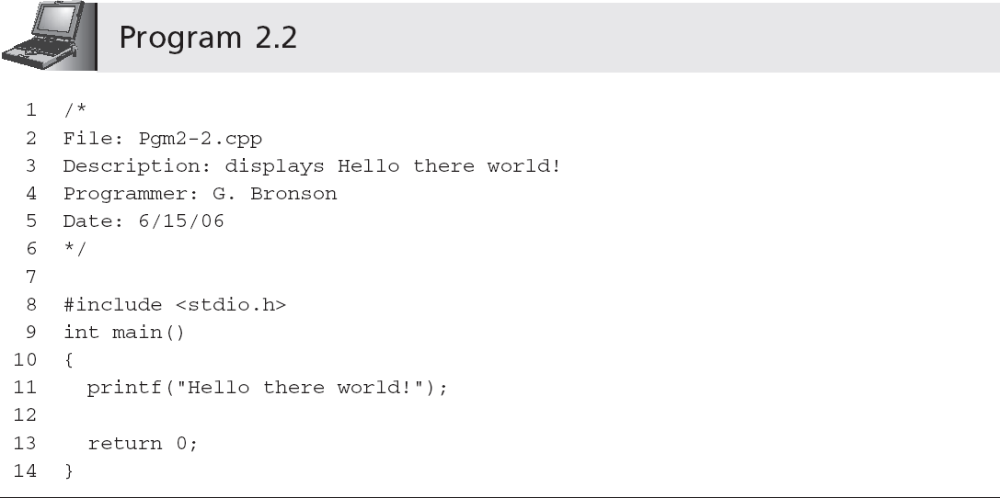 Program 2.2
1 /*
2 File: Pgm2-2.cpp
3 Description: displays Hello there world!
4 Programmer: G. Bronson
5 Date: 6/15/06
6 */
7
8 #include <stdio.h>
9 int main()
10 {
11   printf("Hello there world!");
12
13   return 0;
14 }